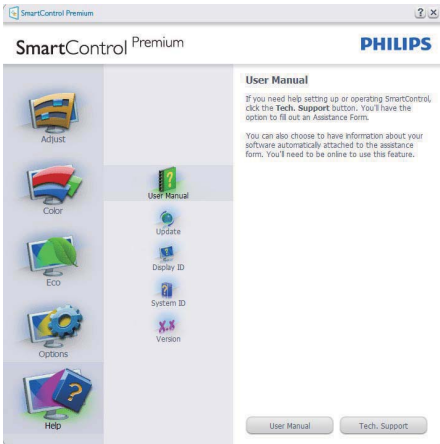 SmartControl Premium
? x
SmartControl Premium
PHILIPS
Adjust
Color
Eco
Options
Help
User Manual
Update
Display ID
System ID
X.X
Version
User Manual
If you need help setting up or operating SmartControl,
click the Tech. Support button. You'll have the
option to fill out an Assistance Form.
You can also choose to have information about your
software automatically attached to the assistance
form. You'll need to be online to use this feature.
User Manual
Tech. Support